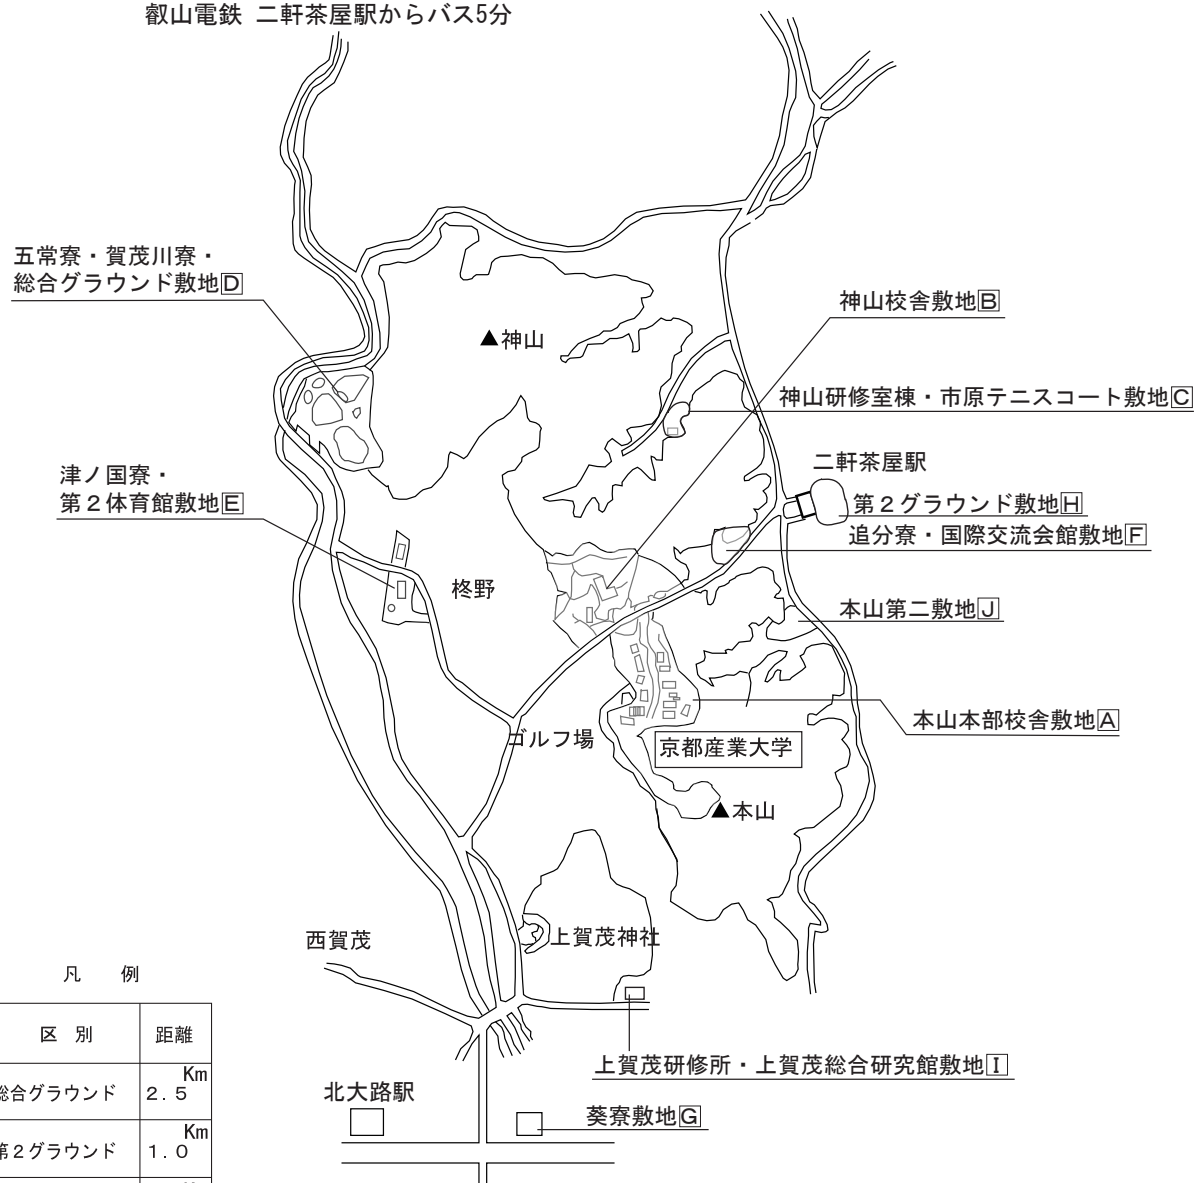 叡山電鉄 二軒茶屋駅からバス5分
五常寮・賀茂川寮・
総合グラウンド敷地D
神山校舎敷地B
▲神山
神山研修室棟・市原テニスコート敷地C
二軒茶屋駅
津ノ国寮・
第2体育館敷地E
第2グラウンド敷地H
追分寮・国際交流会館敷地F
柊野
本山第二敷地J
本山本部校舎敷地A
ゴルフ場
京都産業大学
▲本山
西賀茂
上賀茂神社
凡 例
区 別 距離
総合グラウンド 2.5 Km
第2グラウンド 1.0 Km
上賀茂研修所・上賀茂総合研究館敷地I
北大路駅
葵寮敷地G